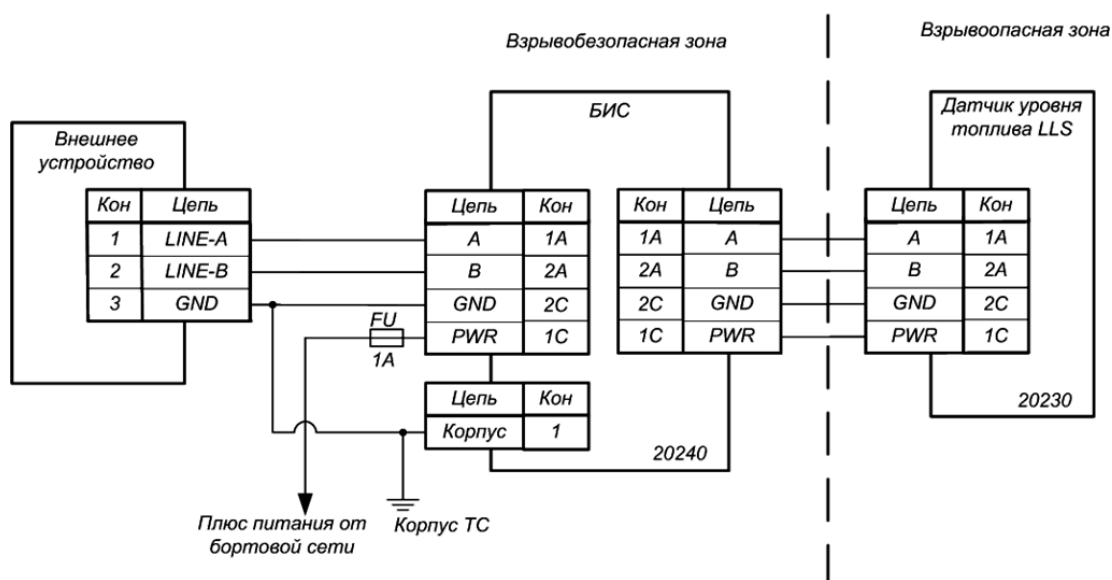 Взрывобезопасная зона
Взрывоопасная зона
Внешнее
устройство
Кон Цепь
1 LINE-A
2 LINE-B
3 GND
БИС
Цепь Кон
A 1A
B 2A
GND 2C
PWR 1C
FU
1A
Цепь Кон
Корпус 1
Кон Цепь
1A A
2A B
2C GND
1C PWR
20240
Датчик уровня
топлива LLS
Цепь Кон
A 1A
B 2A
GND 2C
PWR 1C
20230
Плюс питания от
бортовой сети
Корпус ТС